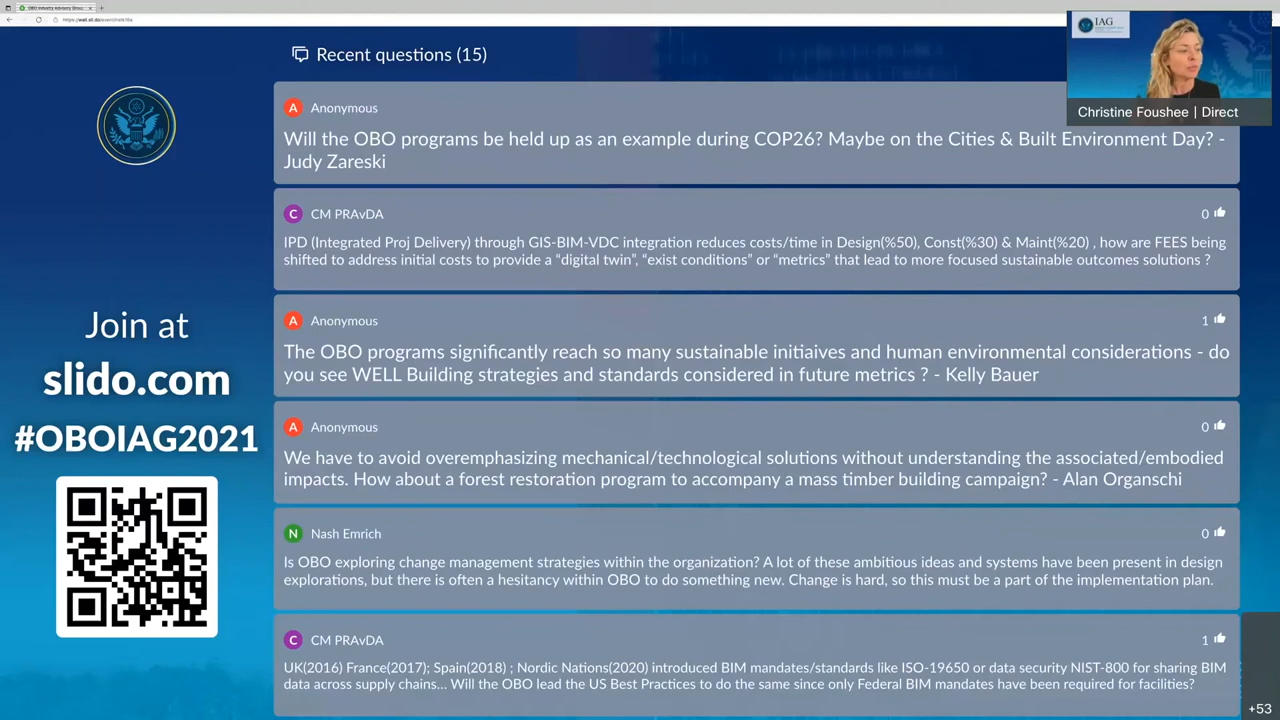 OBO Industry Advisory Group:
https://wall.sli.do/event/
Recent questions (15)
IAG
Christine Foushee | Direct
A Anonymous
Will the OBO programs be held up as an example during COP26? Maybe on the Cities & Built Environment Day? -
Judy Zareski
C CM PRAvDA 0
IPD (Integrated Proj Delivery) through GIS-BIM-VDC integration reduces costs/time in Design(%50), Const(%30) & Maint(%20) , how are FEES being
shifted to address initial costs to provide a “digital twin”, “exist conditions” or “metrics” that lead to more focused sustainable outcomes solutions ?
A Anonymous 1
The OBO programs significantly reach so many sustainable initiaives and human environmental considerations - do
you see WELL Building strategies and standards considered in future metrics ? - Kelly Bauer
A Anonymous 0
We have to avoid overemphasizing mechanical/technological solutions without understanding the associated/embodied
impacts. How about a forest restoration program to accompany a mass timber building campaign? - Alan Organschi
N Nash Emrich 0
Is OBO exploring change management strategies within the organization? A lot of these ambitious ideas and systems have been present in design
explorations, but there is often a hesitancy within OBO to do something new. Change is hard, so this must be a part of the implementation plan.
C CM PRAvDA 1
UK(2016) France(2017); Spain(2018) ; Nordic Nations(2020) introduced BIM mandates/standards like ISO-19650 or data security NIST-800 for sharing BIM
data across supply chains... Will the OBO lead the US Best Practices to do the same since only Federal BIM mandates have been required for facilities?
Join at
slido.com
#OBOIAG2021
+53